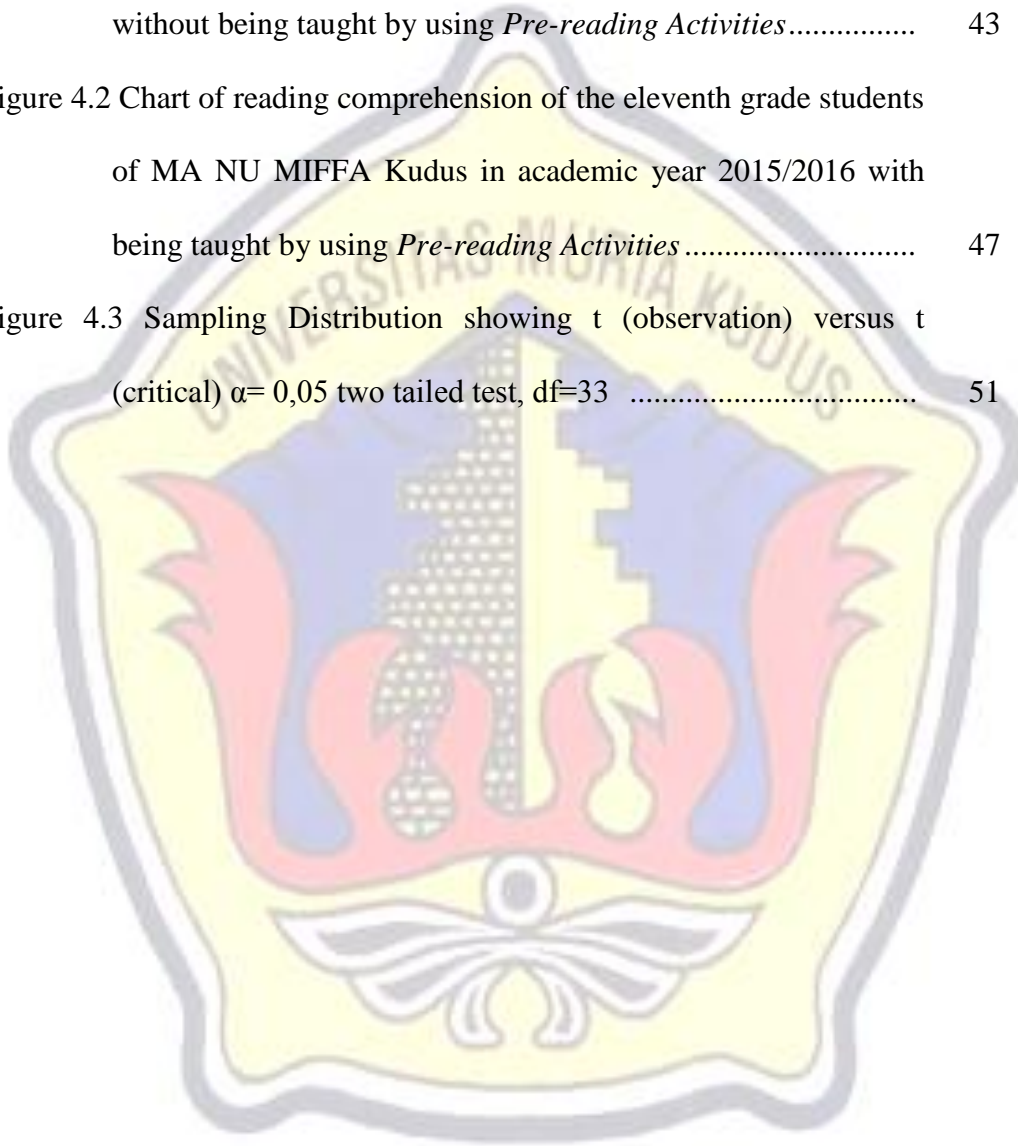 without being taught by using Pre-reading Activities................ 43
igure 4.2 Chart of reading comprehension of the eleventh grade students
of MA NU MIFFA Kudus in academic year 2015/2016 with
being taught by using Pre-reading Activities............................ 47
igure 4.3 Sampling Distribution showing t (observation) versus t
(critical) α= 0,05 two tailed test, df=33 .................................. 51
UNIVERSITAS MURIA KUDUS